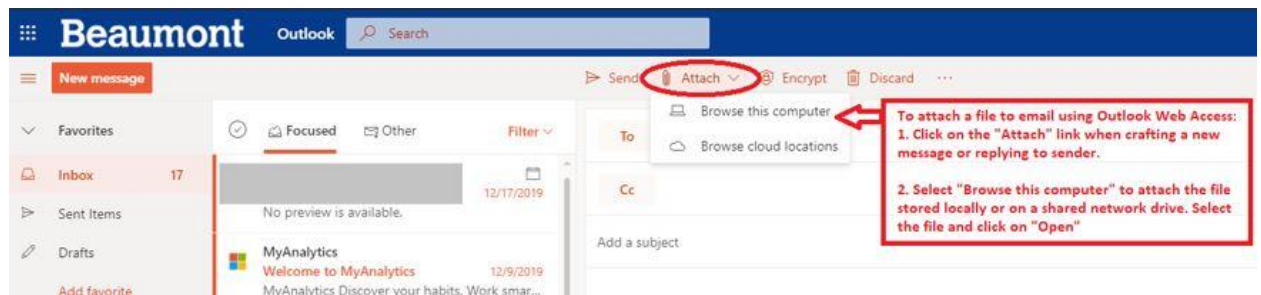 Beaumont Outlook Search
New message
Send Attach Encrypt Discard ...
Favorites
Inbox 17
Sent Items
Drafts
Add favorite
Focused Other Filter
12/17/2019
No preview is available.
MyAnalytics
Welcome to MyAnalytics 12/9/2019
MyAnalytics Discover your habits. Work smar...
Browse this computer
Browse cloud locations
To
Cc
Add a subject
To attach a file to email using Outlook Web Access:
1. Click on the "Attach" link when crafting a new
message or replying to sender.
2. Select "Browse this computer" to attach the file
stored locally or on a shared network drive. Select
the file and click on "Open"